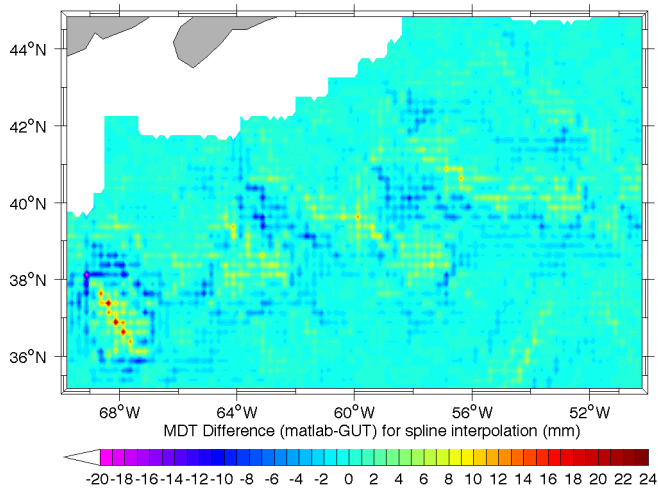 44°N
42°N
40°N
38°N
36°N
68°W 64°W 60°W 56°W 52°W
MDT Difference (matlab-GUT) for spline interpolation (mm)
-20 -18 -16 -14 -12 -10 -8 -6 -4 -2 0 2 4 6 8 10 12 14 16 18 20 22 24